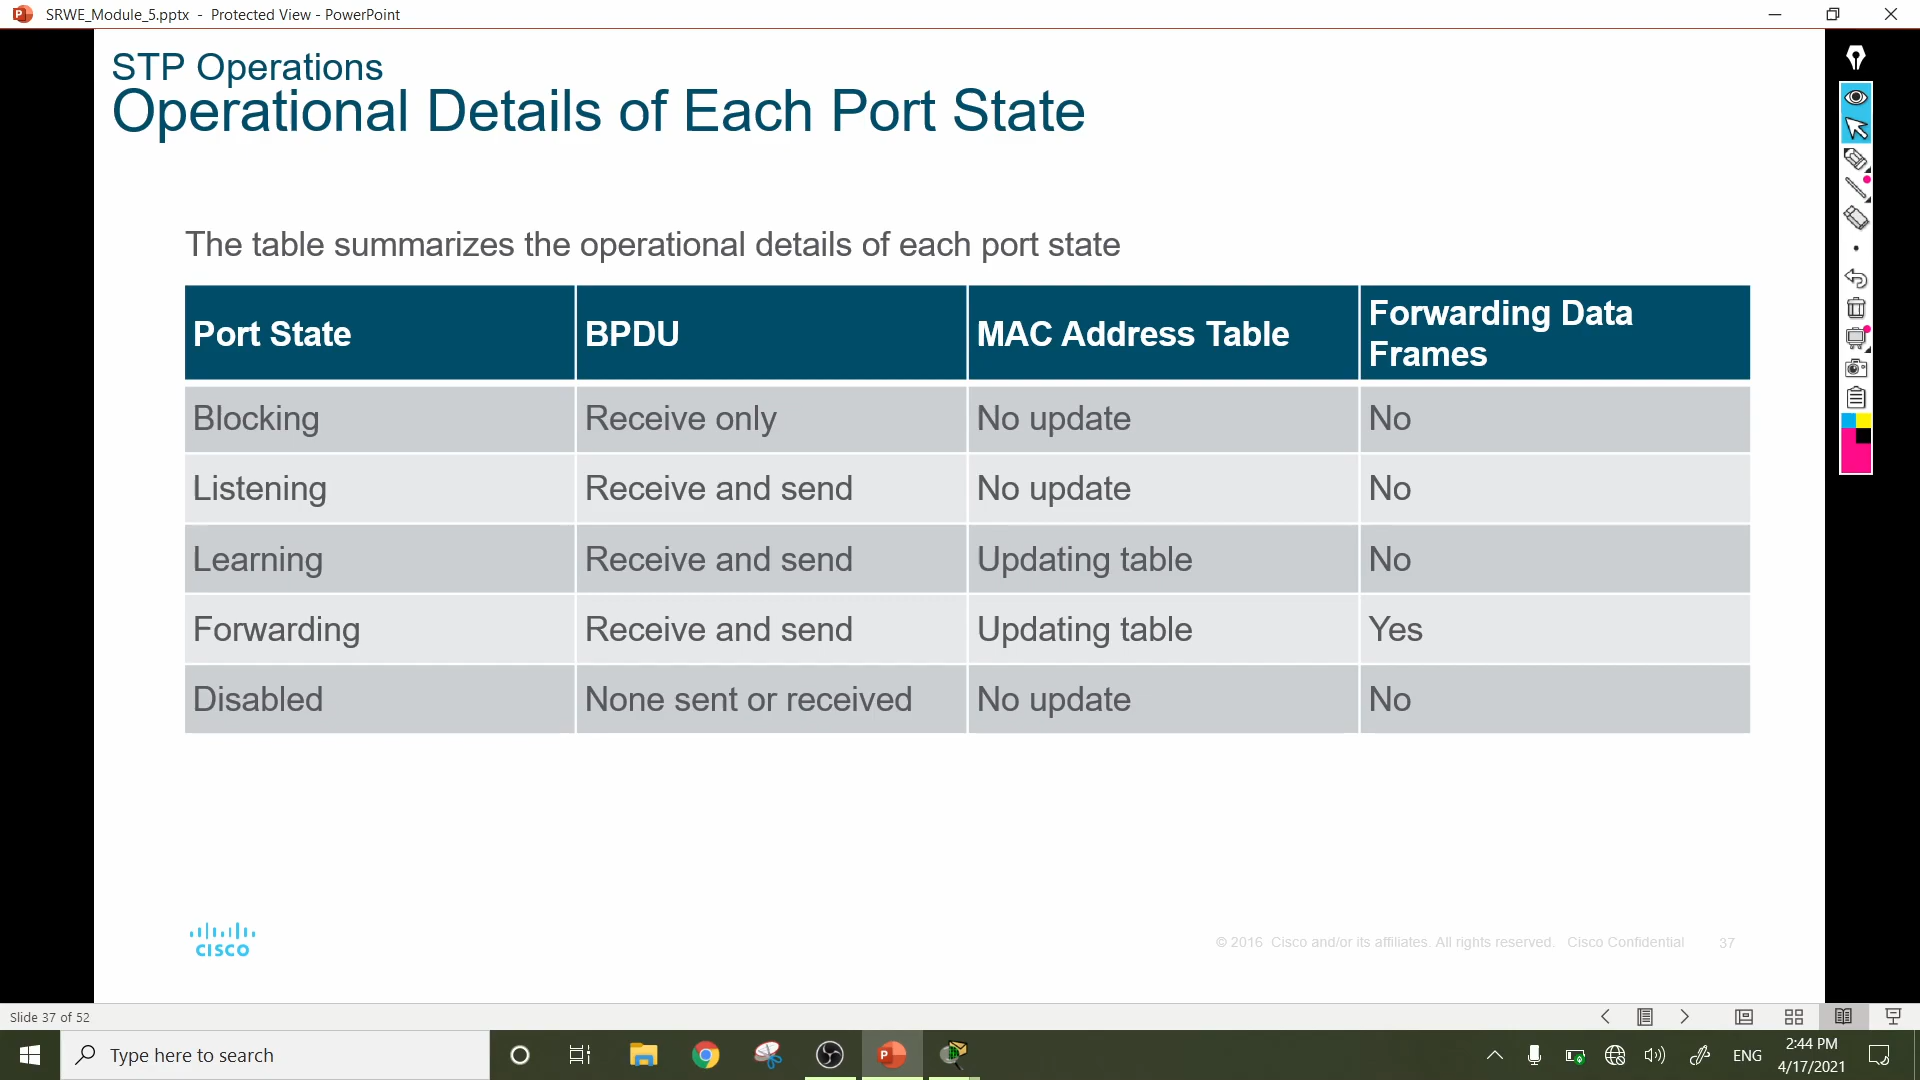 SRWE_Module_5.pptx - Protected View - PowerPoint
STP Operations
Operational Details of Each Port State
The table summarizes the operational details of each port state
Port State BPDU MAC Address Table Forwarding Data Frames
Blocking Receive only No update No
Listening Receive and send No update No
Learning Receive and send Updating table No
Forwarding Receive and send Updating table Yes
Disabled None sent or received No update No
CISCO
© 2016 Cisco and/or its affiliates. All rights reserved. Cisco Confidential 37
Slide 37 of 52
Type here to search
ENG
2:44 PM
4/17/2021